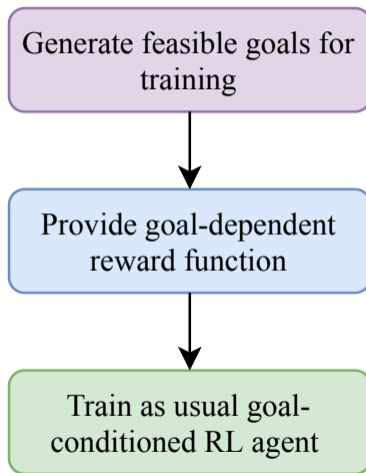 Generate feasible goals for
training
Provide goal-dependent
reward function
Train as usual goal-
conditioned RL agent